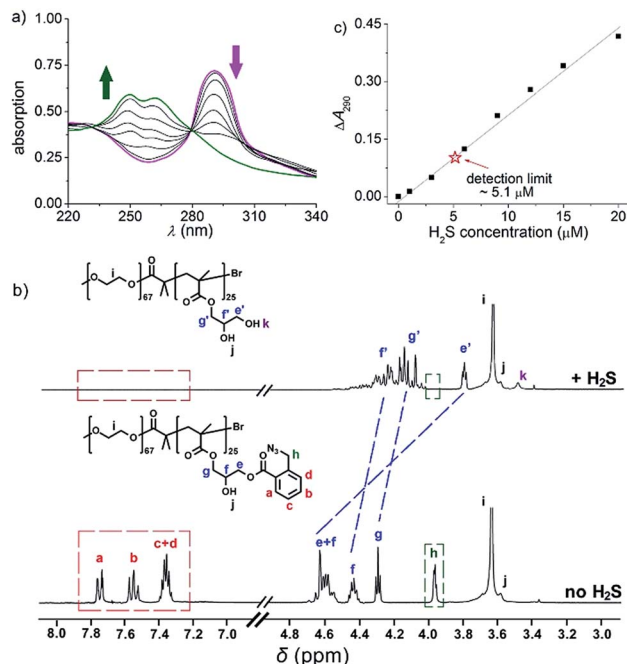 a)
1.00
0.75
0.50
0.25
0.00
absorption
220 250 280 310 340
λ (nm)
c)
0.45
0.30
0.15
0.00
ΔA290
detection limit
~ 5.1 μM
0 5 10 15 20
H2S concentration (μM)
b)
i
O
O
67
O
25
Br
O
O
g' f' e'
OH k
OH
j
f'
g'
e'
i
j
k
+ H2S
i
O
O
67
O
25
Br
O
O
g
f
e
OH
j
O
O
N3
h
d
a
b
c
a
b
c+d
e+f
f
g
h
i
j
no H2S
8.0 7.8 7.6 7.4 7.2 7.0 4.8 4.6 4.4 4.2 4.0 3.8 3.6 3.4 3.2 3.0 2.9
δ (ppm)